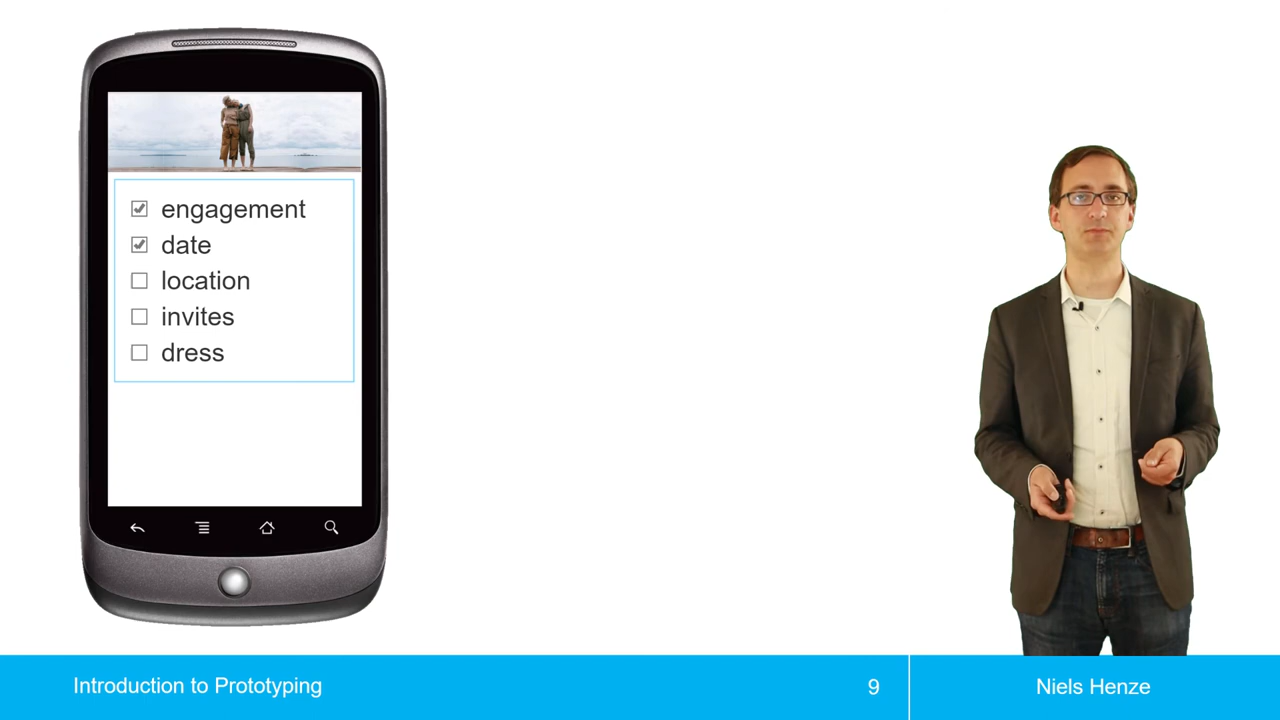 engagement
date
location
invites
dress
Introduction to Prototyping
9
Niels Henze